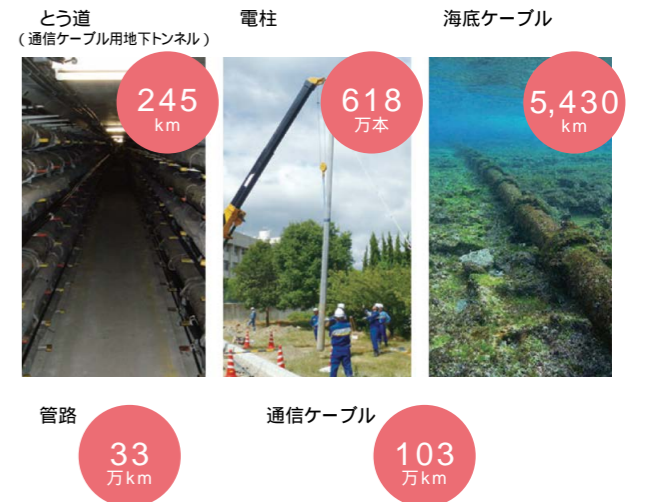 とう道
(通信ケーブル用地下トンネル)
245
km
電柱
618
万本
海底ケーブル
5,430
km
管路
33
万km
通信ケーブル
103
万km